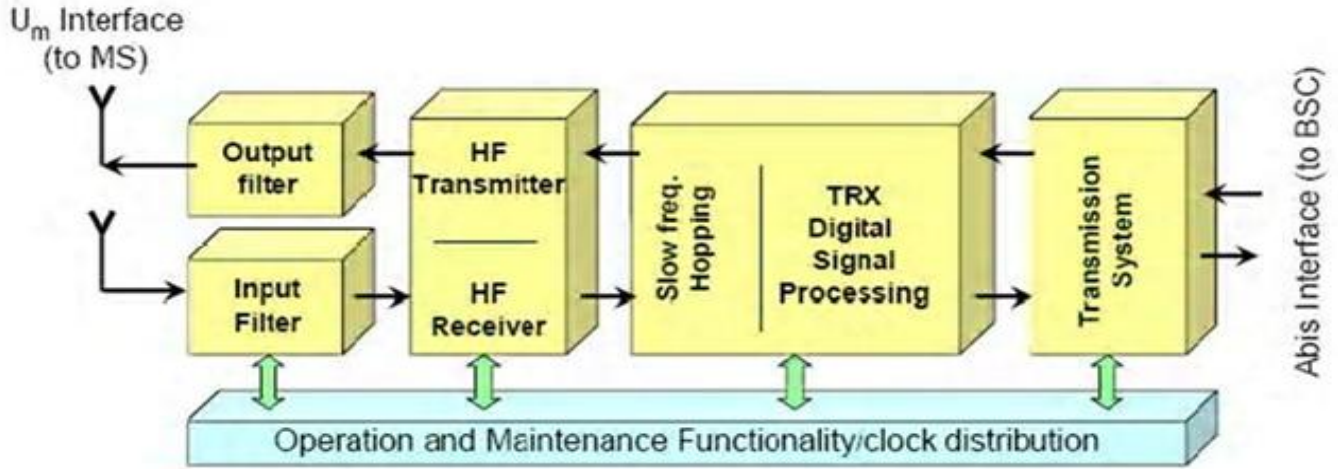 Um Interface
(to MS)
Output
filter
Input
Filter
HF
Transmitter
HF
Receiver
Slow freq.
Hopping
TRX
Digital
Signal
Processing
Transmission
System
Abis Interface (to BSC)
Operation and Maintenance Functionality/clock distribution